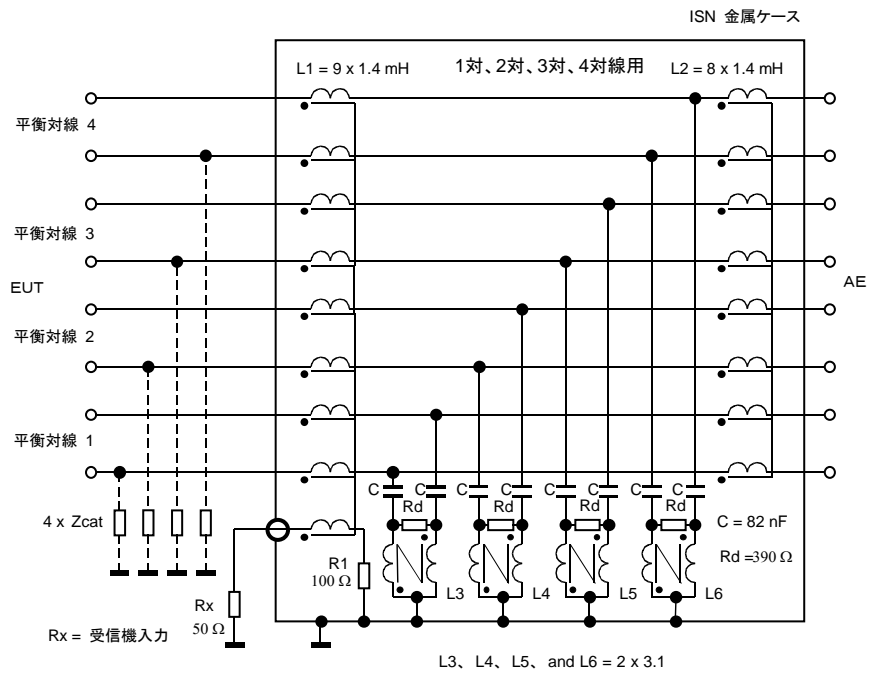 ISN 金属ケース
L1 = 9 x 1.4 mH
1対、2対、3対、4対線用
L2 = 8 x 1.4 mH
平衡対線 4
平衡対線 3
EUT
AE
平衡対線 2
平衡対線 1
C C C C C C C C
Rd Rd Rd Rd
4 x Zcat
C = 82 nF
Rd =390 Ω
R1
100 Ω
L3 L4 L5 L6
Rx
50 Ω
Rx = 受信機入力
L3、 L4、 L5、 and L6 = 2 x 3.1